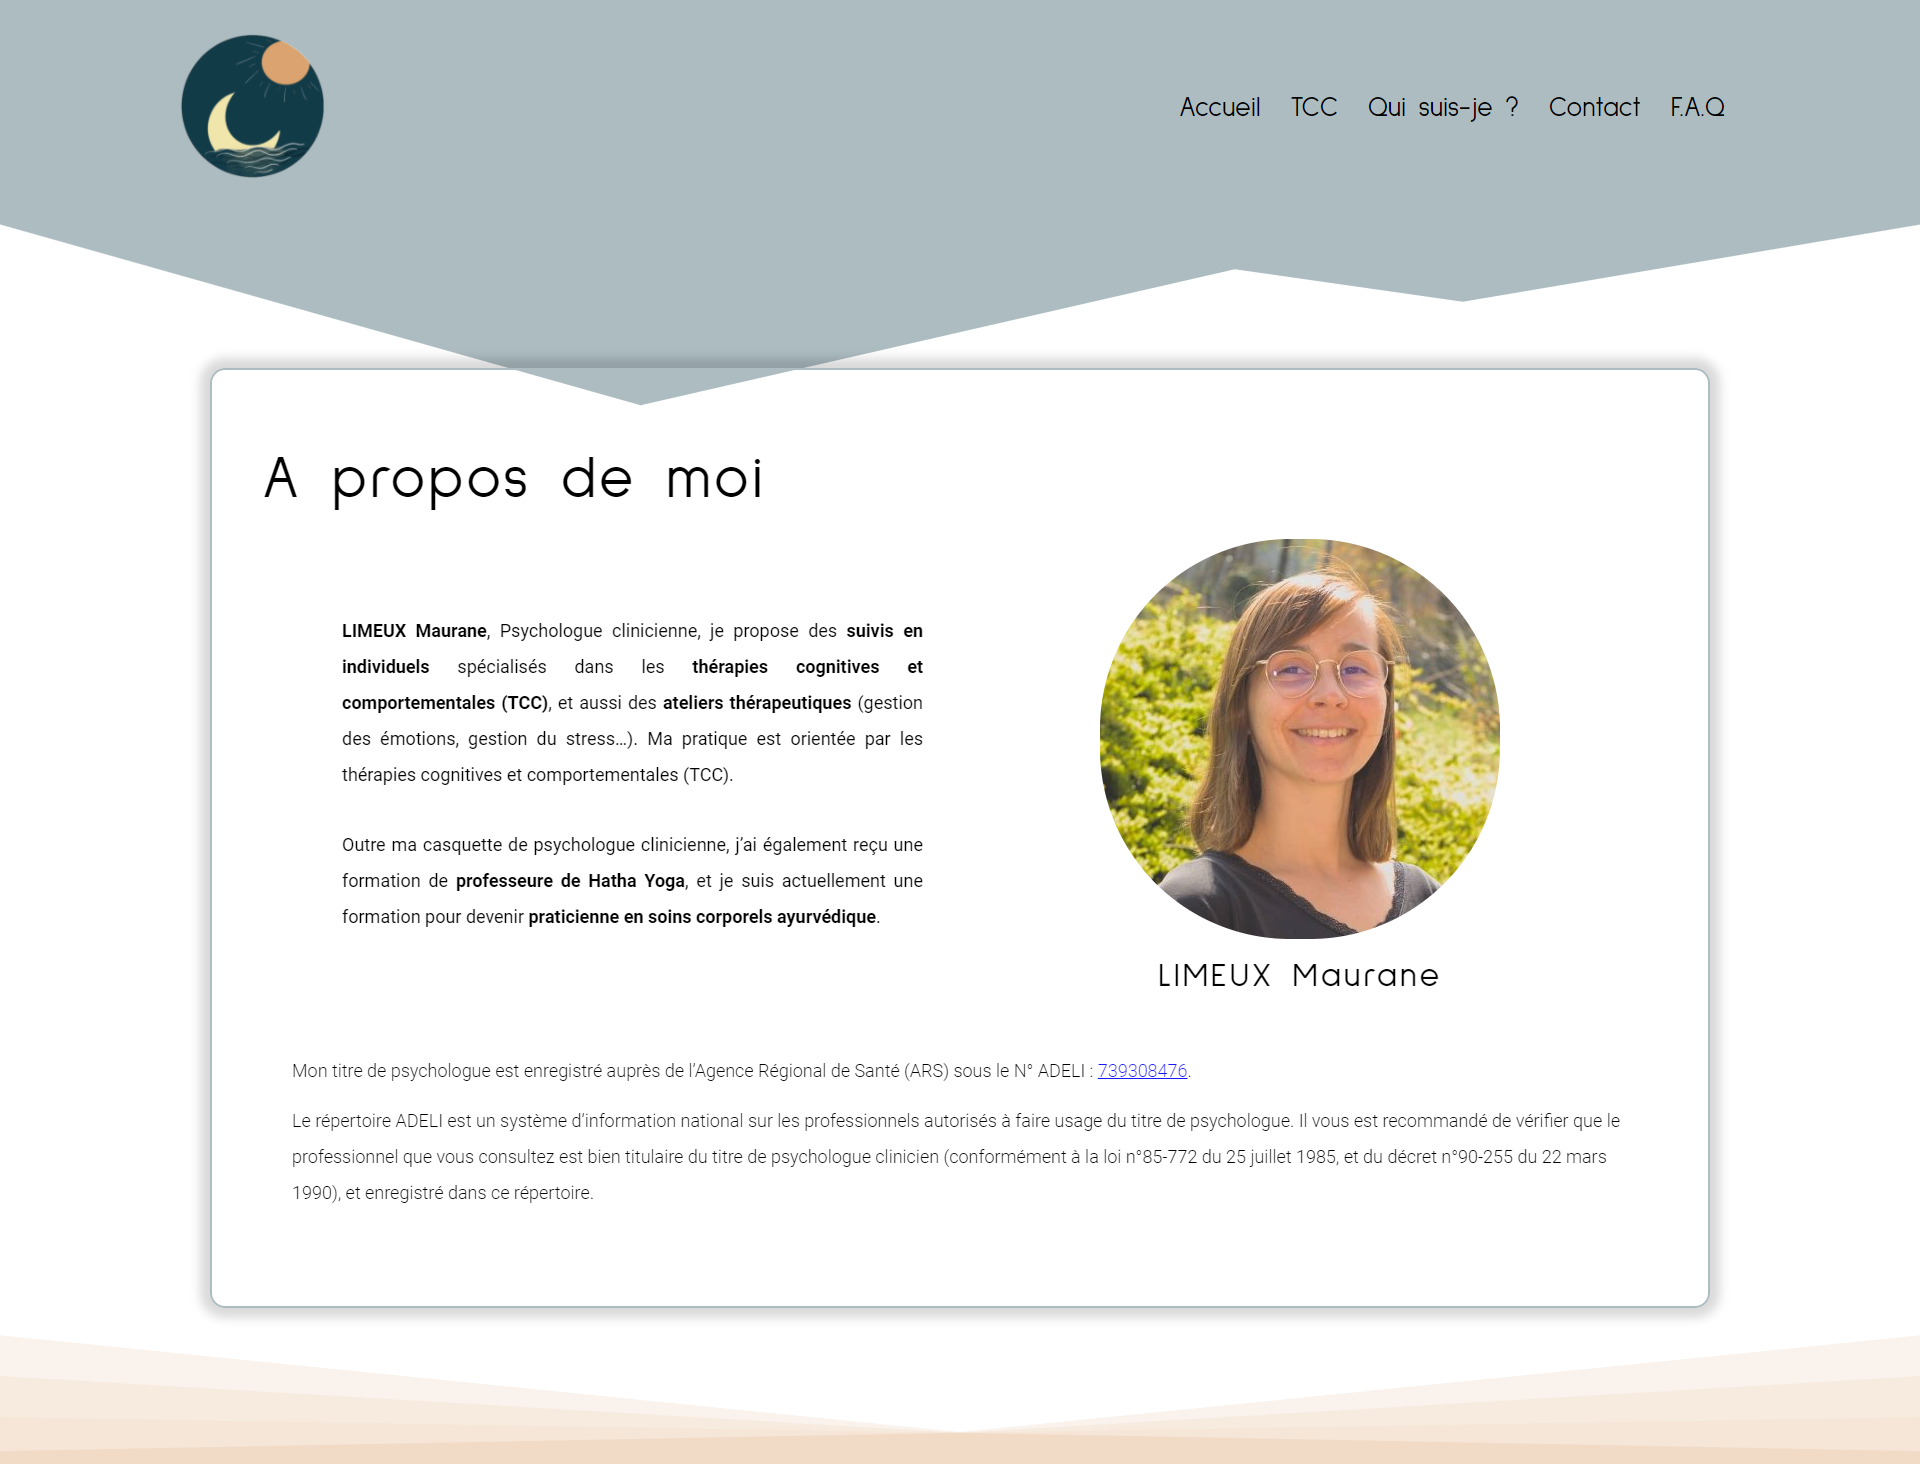 Accueil TCC Qui suis-je ? Contact F.A.Q
A propos de moi
LIMEUX Maurane, Psychologue clinicienne, je propose des suivis en
individuels spécialisés dans les thérapies cognitives et
comportementales (TCC), et aussi des ateliers thérapeutiques (gestion
des émotions, gestion du stress…). Ma pratique est orientée par les
thérapies cognitives et comportementales (TCC).
Outre ma casquette de psychologue clinicienne, j’ai également reçu une
formation de professeure de Hatha Yoga, et je suis actuellement une
formation pour devenir praticienne en soins corporels ayurvédique.
LIMEUX Maurane
Mon titre de psychologue est enregistré auprès de l’Agence Régional de Santé (ARS) sous le N° ADELI : 739308476.
Le répertoire ADELI est un système d’information national sur les professionnels autorisés à faire usage du titre de psychologue. Il vous est recommandé de vérifier que le
professionnel que vous consultez est bien titulaire du titre de psychologue clinicien (conformément à la loi n°85-772 du 25 juillet 1985, et du décret n°90-255 du 22 mars
1990), et enregistré dans ce répertoire.